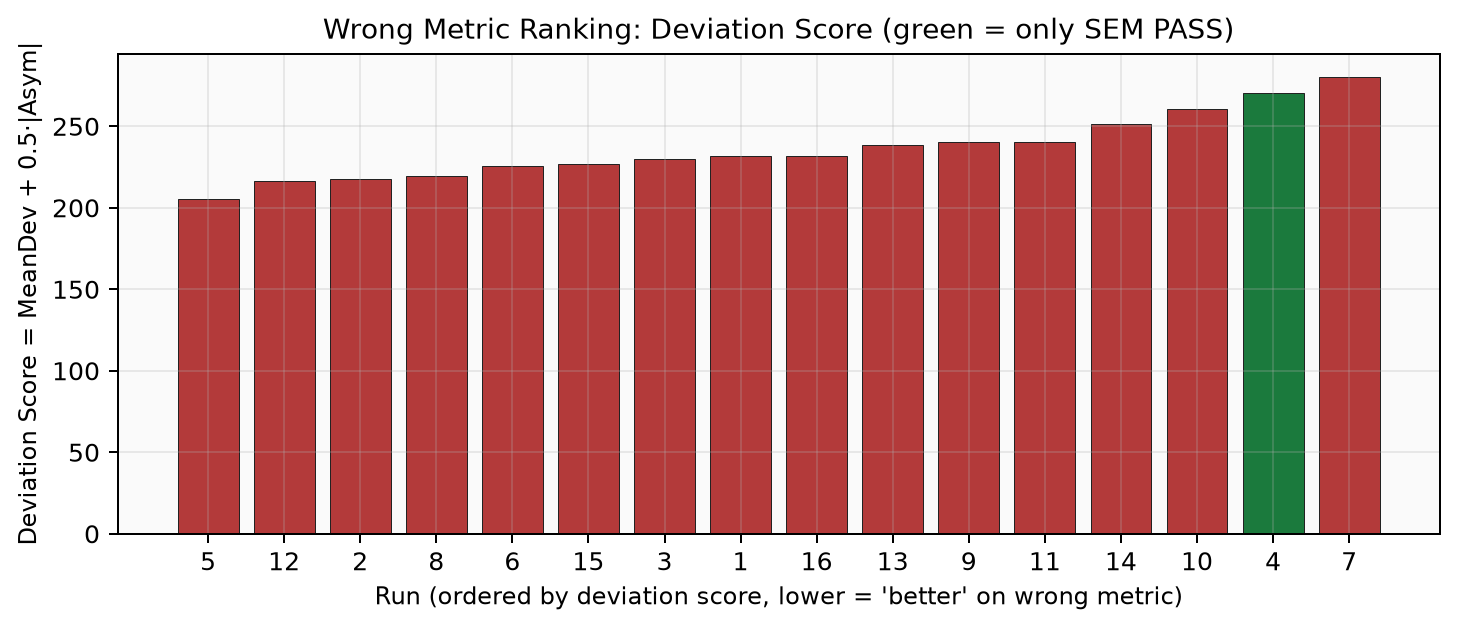 Wrong Metric Ranking: Deviation Score (green = only SEM PASS)
Deviation Score = MeanDev + 0.5·|Asym|
250
200
150
100
50
0
5 12 2 8 6 15 3 1 16 13 9 11 14 10 4 7
Run (ordered by deviation score, lower = 'better' on wrong metric)